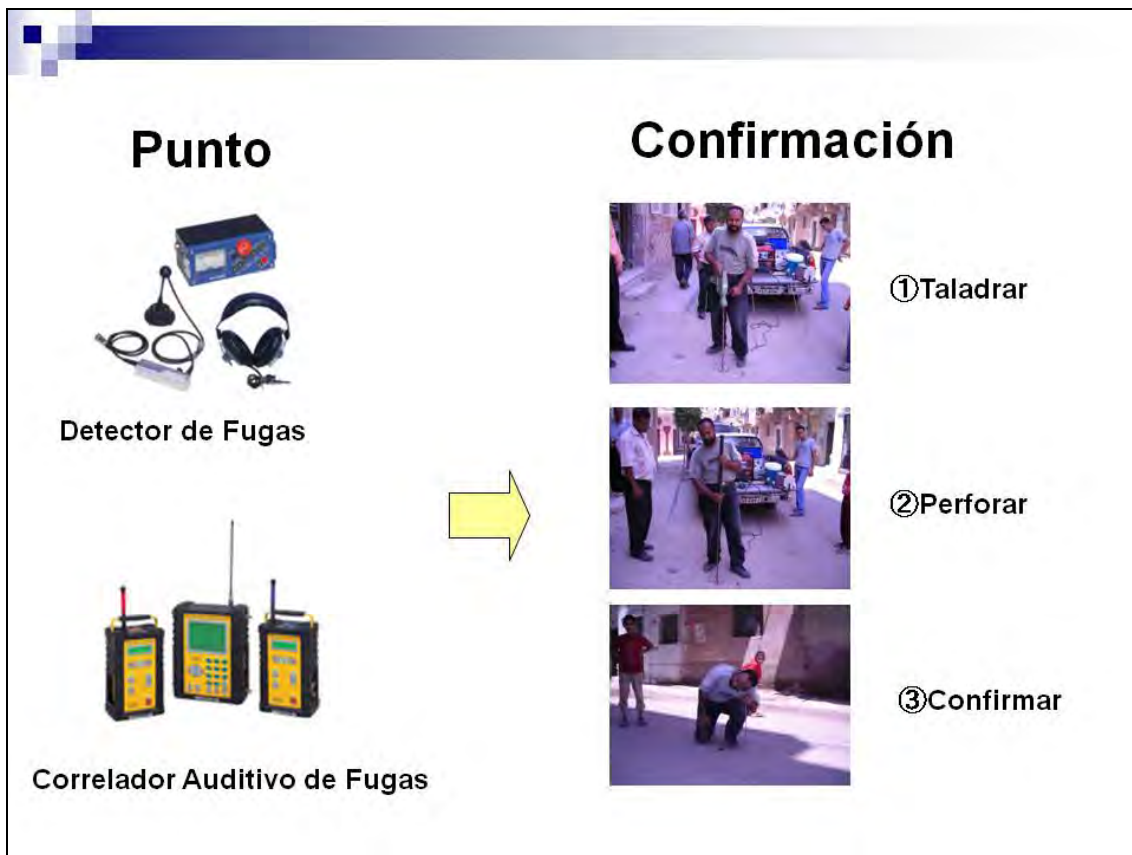 Punto
Detector de Fugas
Correlador Auditivo de Fugas
Confirmación
①Taladrar
②Perforar
③Confirmar